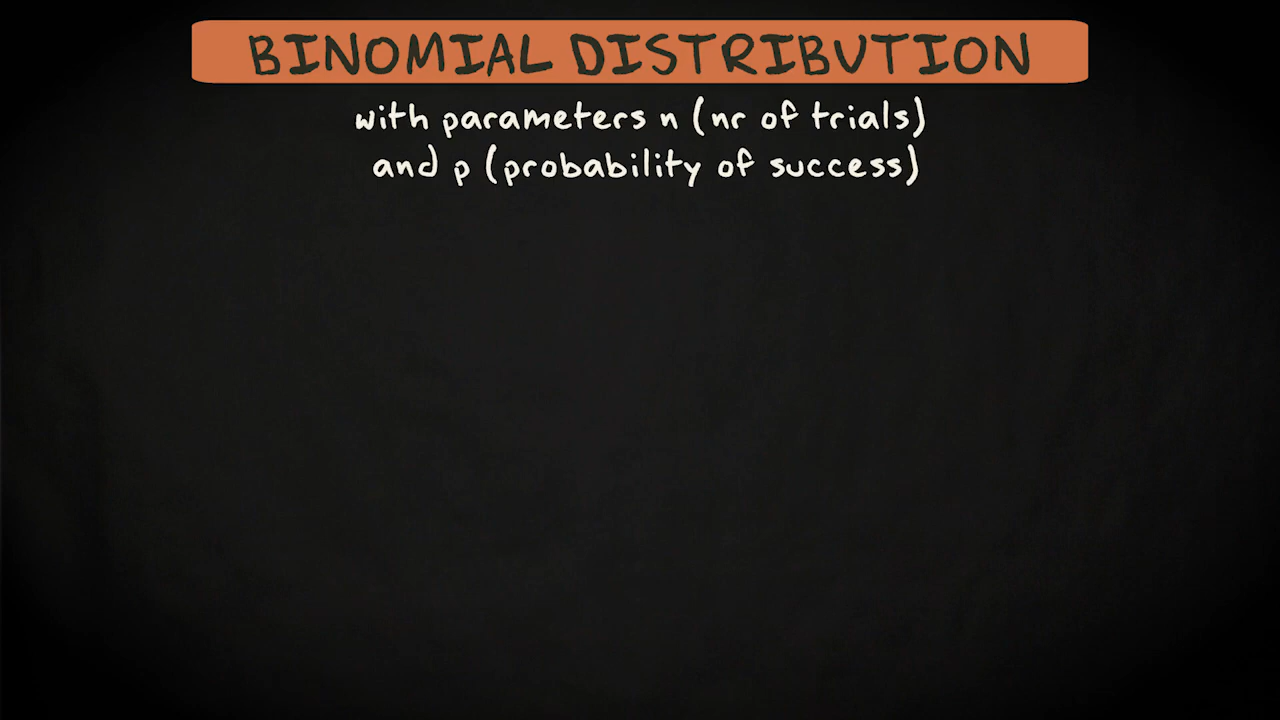 BINOMIAL DISTRIBUTION
with parameters n (nr of trials)
and p (probability of success)